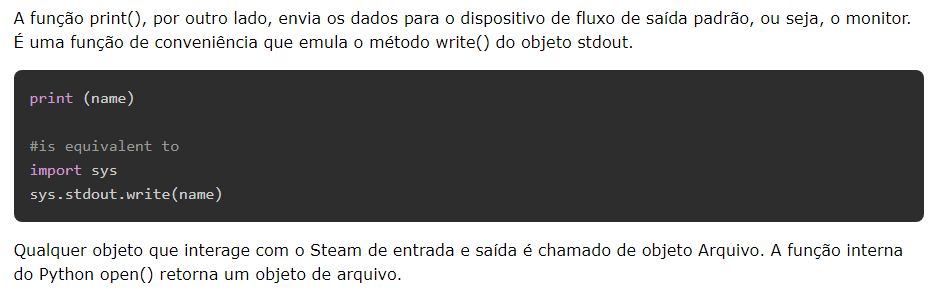 A função print(), por outro lado, envia os dados para o dispositivo de fluxo de saída padrão, ou seja, o monitor.
É uma função de conveniência que emula o método write() do objeto stdout.
print (name)
#is equivalent to
import sys
sys.stdout.write(name)
Qualquer objeto que interage com o Steam de entrada e saída é chamado de objeto Arquivo. A função interna
do Python open() retorna um objeto de arquivo.